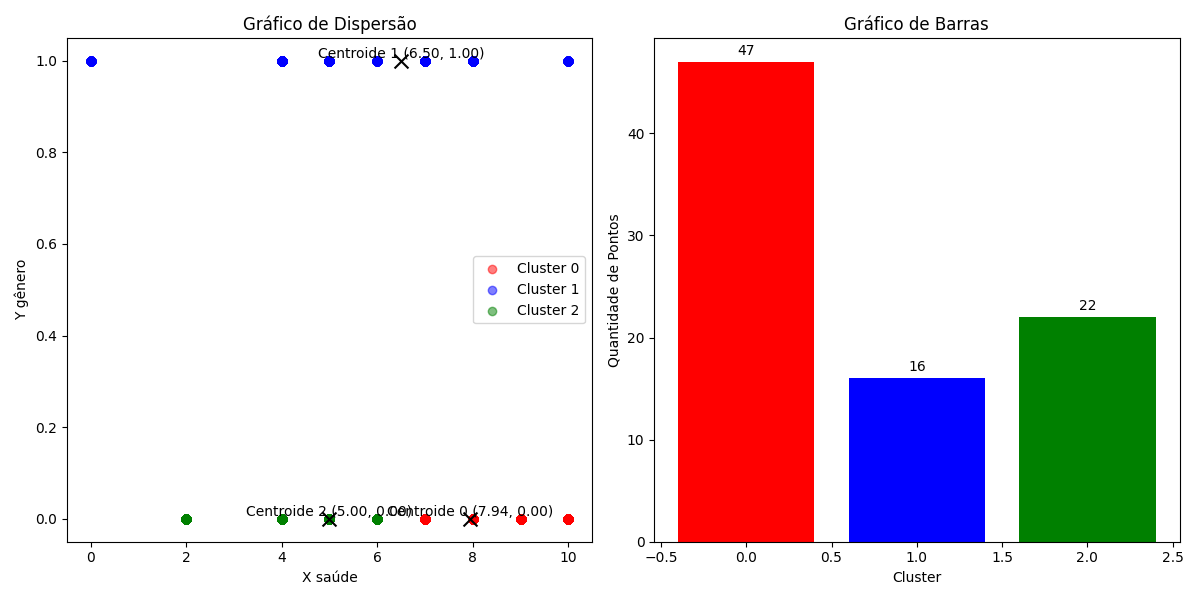 Gráfico de Dispersão
Centroide 1 (6.50, 1.00)
1.0
0.8
0.6
0.4
0.2
0.0
Y gênero
Cluster 0
Cluster 1
Cluster 2
Centroide 2 (5.00, 0.00)
Centroide 0 (7.94, 0.00)
0 2 4 6 8 10
X saúde
Gráfico de Barras
47
16
22
40
30
20
10
0
Quantidade de Pontos
−0.5 0.0 0.5 1.0 1.5 2.0 2.5
Cluster